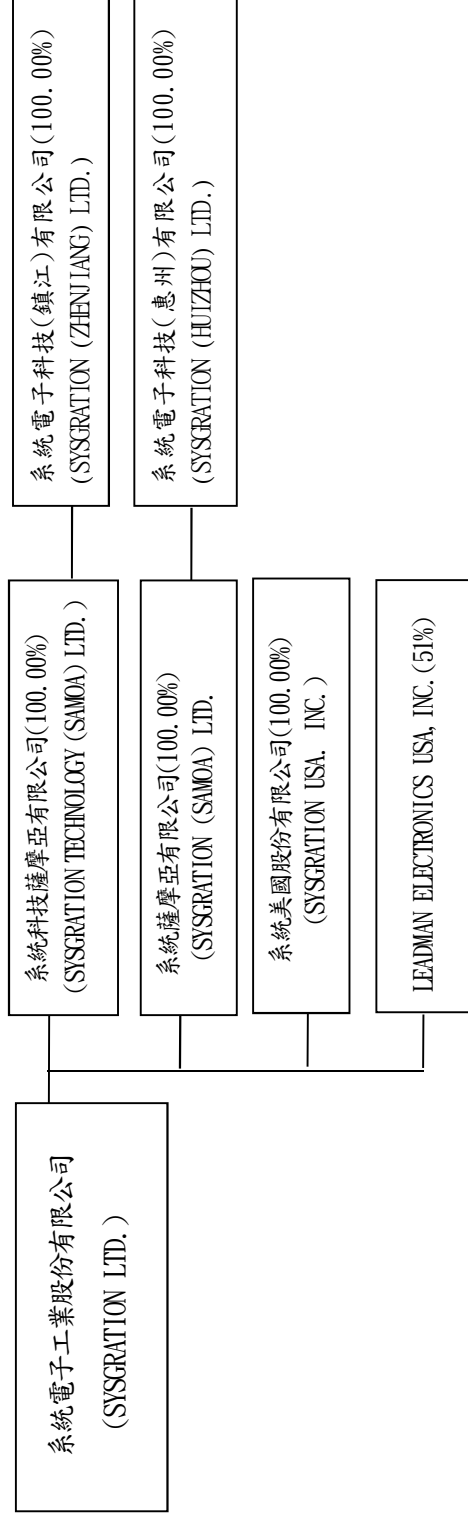 系統電子工業股份有限公司
(SYSGRATION LTD.)
系統科技薩摩亞有限公司(100.00%)
(SYSGRATION TECHNOLOGY (SAMOA) LTD.)
系統薩摩亞有限公司(100.00%)
(SYSGRATION (SAMOA) LTD.
系統美國股份有限公司(100.00%)
(SYSGRATION USA. INC.)
LEADMAN ELECTRONICS USA, INC.(51%)
系統電子科技(鎮江)有限公司(100.00%)
(SYSGRATION (ZHENJIANG) LTD.)
系統電子科技(惠州)有限公司(100.00%)
(SYSGRATION (HUIZHOU) LTD.)